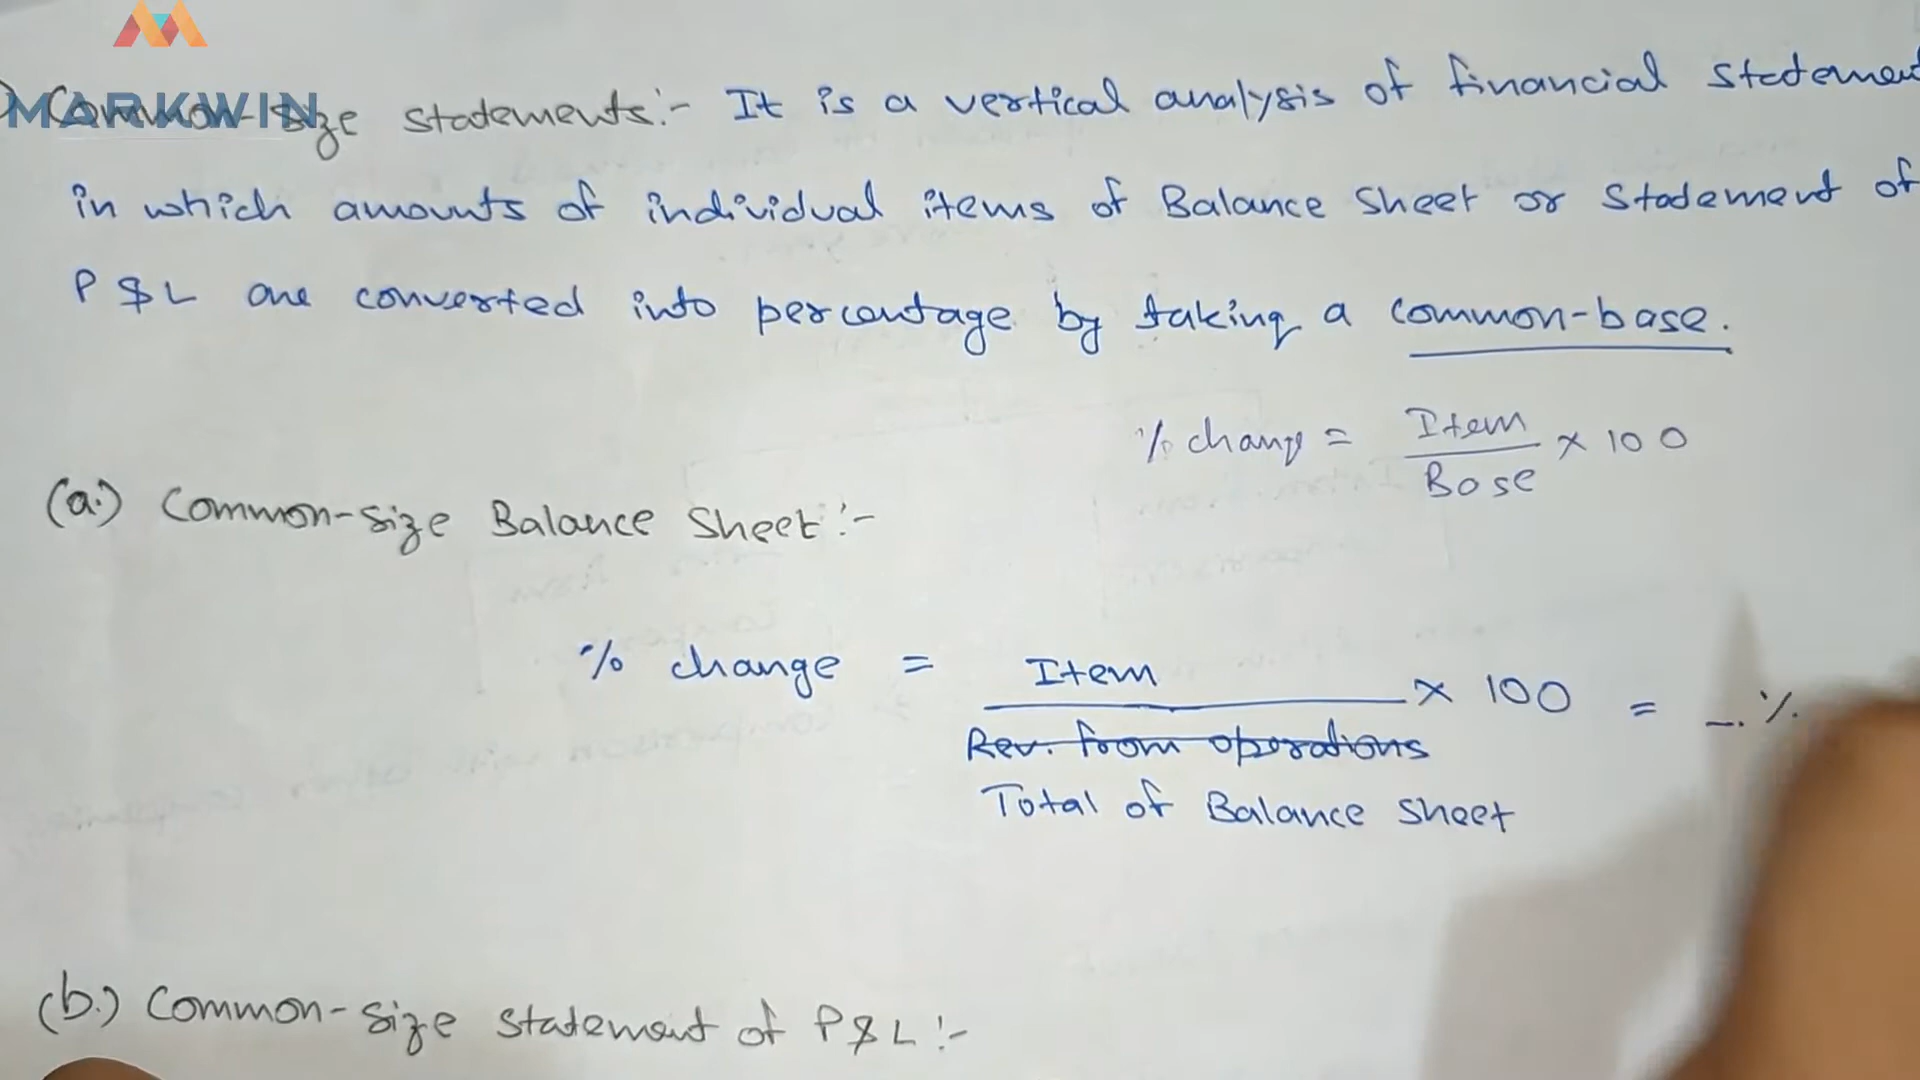 MARKWIN
Common-size statements:- It is a vertical analysis of financial statement
in which amounts of individual items of Balance Sheet or Statement of
P & L are converted into percentage by taking a common-base.
% change = Item / Base × 100
(a.) Common-size Balance Sheet:-
% change = Item × 100 = _.%
Rev. from operations
Total of Balance Sheet
(b.) Common-size statement of P&L:-